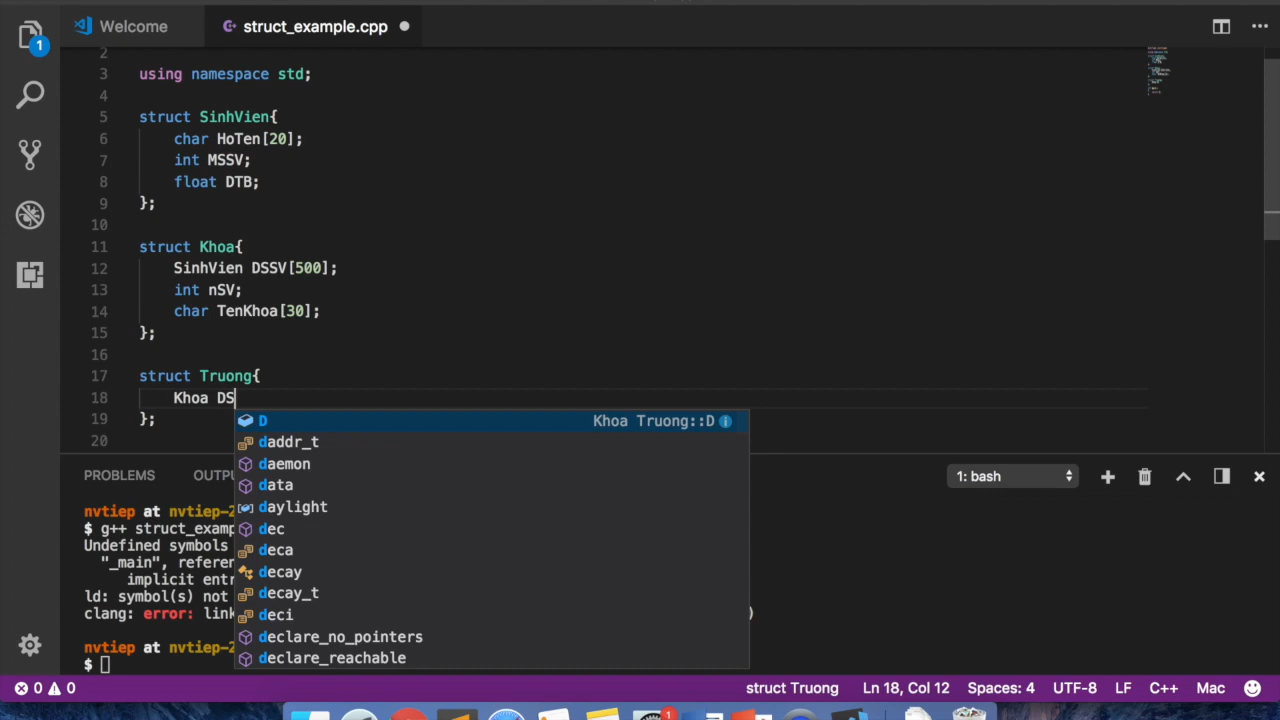 1
Welcome
struct_example.cpp
2
3 using namespace std;
4
5 struct SinhVien{
6 char HoTen[20];
7 int MSSV;
8 float DTB;
9 };
10
11 struct Khoa{
12 SinhVien DSSV[500];
13 int nSV;
14 char TenKhoa[30];
15 };
16
17 struct Truong{
18 Khoa DS
19 };
20
D Khoa Truong::D
daddr_t
daemon
data
daylight
dec
deca
decay
decay_t
deci
declare_no_pointers
declare_reachable
PROBLEMS OUTPU 1: bash
nvtiep at nvtiep-2
$ g++ struct_examp
Undefined symbols
"_main", referen
implicit entr
ld: symbol(s) not
clang: error: link )
nvtiep at nvtiep-2
$
0 0 struct Truong Ln 18, Col 12 Spaces: 4 UTF-8 LF C++ Mac
1